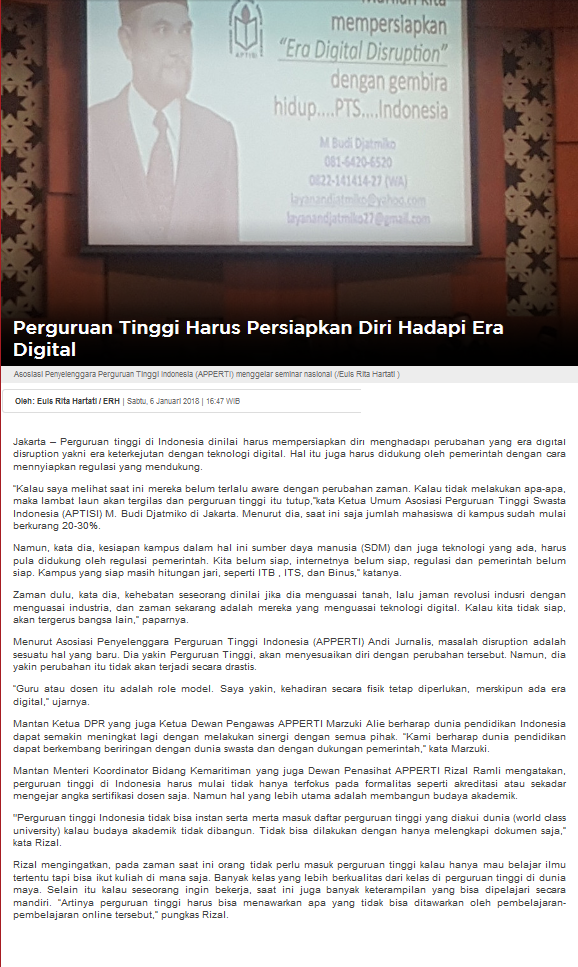 mempersiapkan
"Era Digital Disruption"
dengan gembira
hidup....PTS....Indonesia
APTISI
M Budi Djatmiko
081-6420-6520
0822-141414-27 (WA)
layanandjatmiko@yahoo.com
layanandjatmiko27@gmail.com
Perguruan Tinggi Harus Persiapkan Diri Hadapi Era
Digital
Asosiasi Penyelenggara Perguruan Tinggi Indonesia (APPERTI) menggelar seminar nasional (/Euis Rita Hartati )
Oleh: Euis Rita Hartati / ERH | Sabtu, 6 Januari 2018 | 16:47 WIB
Jakarta – Perguruan tinggi di Indonesia dinilai harus mempersiapkan diri menghadapi perubahan yang era digital
disruption yakni era keterkejutan dengan teknologi digital. Hal itu juga harus didukung oleh pemerintah dengan cara
mennyiapkan regulasi yang mendukung.
"Kalau saya melihat saat ini mereka belum terlalu aware dengan perubahan zaman. Kalau tidak melakukan apa-apa,
maka lambat laun akan tergilas dan perguruan tinggi itu tutup,"kata Ketua Umum Asosiasi Perguruan Tinggi Swasta
Indonesia (APTISI) M. Budi Djatmiko di Jakarta. Menurut dia, saat ini saja jumlah mahasiswa di kampus sudah mulai
berkurang 20-30%.
Namun, kata dia, kesiapan kampus dalam hal ini sumber daya manusia (SDM) dan juga teknologi yang ada, harus
pula didukung oleh regulasi pemerintah. Kita belum siap, internetnya belum siap, regulasi dan pemerintah belum
siap. Kampus yang siap masih hitungan jari, seperti ITB , ITS, dan Binus," katanya.
Zaman dulu, kata dia, kehebatan seseorang dinilai jika dia menguasai tanah, lalu jaman revolusi indusri dengan
menguasai industria, dan zaman sekarang adalah mereka yang menguasai teknologi digital. Kalau kita tidak siap,
akan tergerus bangsa lain," paparnya.
Menurut Asosiasi Penyelenggara Perguruan Tinggi Indonesia (APPERTI) Andi Jurnalis, masalah disruption adalah
sesuatu hal yang baru. Dia yakin Perguruan Tinggi, akan menyesuaikan diri dengan perubahan tersebut. Namun, dia
yakin perubahan itu tidak akan terjadi secara drastis.
"Guru atau dosen itu adalah role model. Saya yakin, kehadiran secara fisik tetap diperlukan, merskipun ada era
digital," ujarnya.
Mantan Ketua DPR yang juga Ketua Dewan Pengawas APPERTI Marzuki Alie berharap dunia pendidikan Indonesia
dapat semakin meningkat lagi dengan melakukan sinergi dengan semua pihak. "Kami berharap dunia pendidikan
dapat berkembang beriringan dengan dunia swasta dan dengan dukungan pemerintah," kata Marzuki.
Mantan Menteri Koordinator Bidang Kemaritiman yang juga Dewan Penasihat APPERTI Rizal Ramli mengatakan,
perguruan tinggi di Indonesia harus mulai tidak hanya terfokus pada formalitas seperti akreditasi atau sekadar
mengejar angka sertifikasi dosen saja. Namun hal yang lebih utama adalah membangun budaya akademik.
"Perguruan tinggi Indonesia tidak bisa instan serta merta masuk daftar perguruan tinggi yang diakui dunia (world class
university) kalau budaya akademik tidak dibangun. Tidak bisa dilakukan dengan hanya melengkapi dokumen saja,"
kata Rizal.
Rizal mengingatkan, pada zaman saat ini orang tidak perlu masuk perguruan tinggi kalau hanya mau belajar ilmu
tertentu tapi bisa ikut kuliah di mana saja. Banyak kelas yang lebih berkualitas dari kelas di perguruan tinggi di dunia
maya. Selain itu kalau seseorang ingin bekerja, saat ini juga banyak keterampilan yang bisa dipelajari secara
mandiri. "Artinya perguruan tinggi harus bisa menawarkan apa yang tidak bisa ditawarkan oleh pembelajaran-
pembelajaran online tersebut," pungkas Rizal.